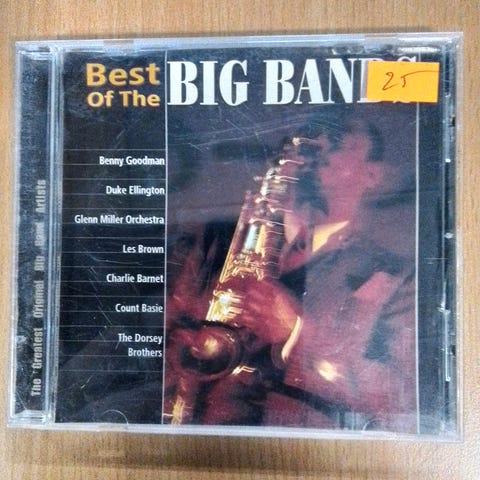 Best
Of The
BIG BANDS
25
Benny Goodman
Duke Ellington
Glenn Miller Orchestra
Les Brown
Charlie Barnet
Count Basie
The Dorsey
Brothers
The Greatest Original Big Band Artists